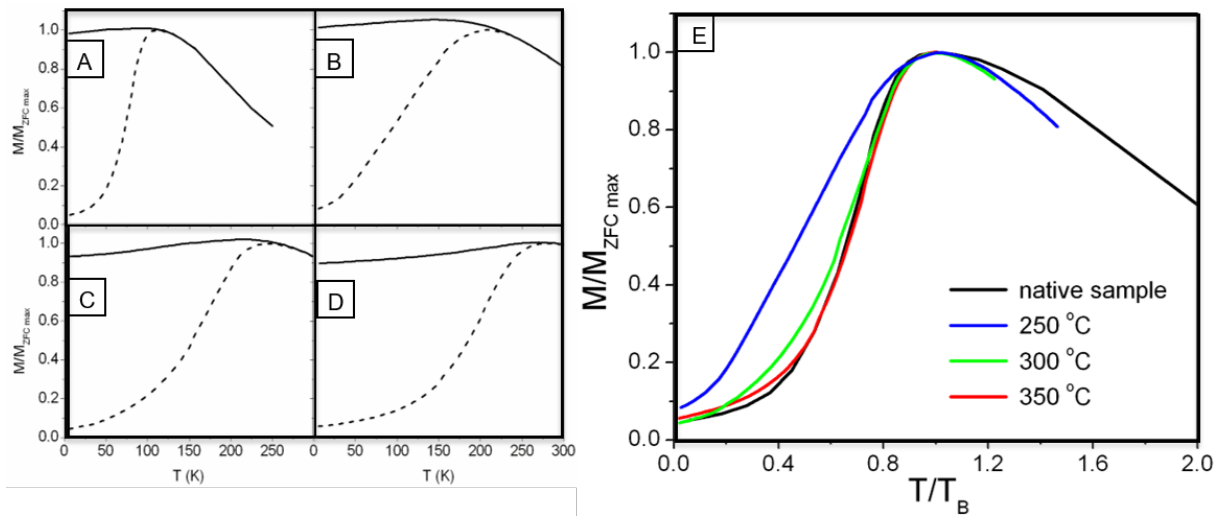 A
B
M/M_ZFC max
1.0
0.8
0.6
0.4
0.2
0.0
C
D
M/M_ZFC max
1.0
0.8
0.6
0.4
0.2
0.0
0 50 100 150 200 250
0 50 100 150 200 250 300
T (K)
T (K)
E
M/M_ZFC max
1.0
0.8
0.6
0.4
0.2
0.0
native sample
250 °C
300 °C
350 °C
0.0 0.4 0.8 1.2 1.6 2.0
T/T_B